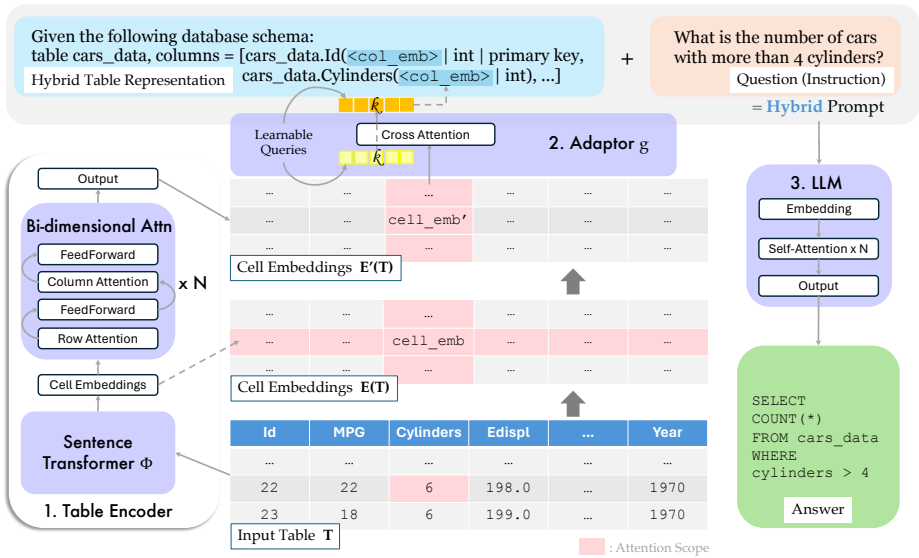 Given the following database schema:
table cars_data, columns = [cars_data.Id(<col_emb> | int | primary key,
cars_data.Cylinders(<col_emb> | int), ...]
Hybrid Table Representation
+
What is the number of cars
with more than 4 cylinders?
Question (Instruction)
= Hybrid Prompt
k
Learnable
Queries
Cross Attention
k
2. Adaptor g
Output
Bi-dimensional Attn
FeedForward
Column Attention
FeedForward
Row Attention
x N
Cell Embeddings
Sentence
Transformer Φ
1. Table Encoder
... ... ... ... ... ...
... ... cell_emb' ... ... ...
... ... ... ... ... ...
Cell Embeddings E'(T)
... ... ... ... ... ...
... ... cell_emb ... ... ...
... ... ... ... ... ...
Cell Embeddings E(T)
Id MPG Cylinders Edispl ... Year
... ... ... ... ... ...
22 22 6 198.0 ... 1970
23 18 6 199.0 ... 1970
Input Table T
: Attention Scope
3. LLM
Embedding
Self-Attention x N
Output
SELECT
COUNT(*)
FROM cars_data
WHERE
cylinders > 4
Answer